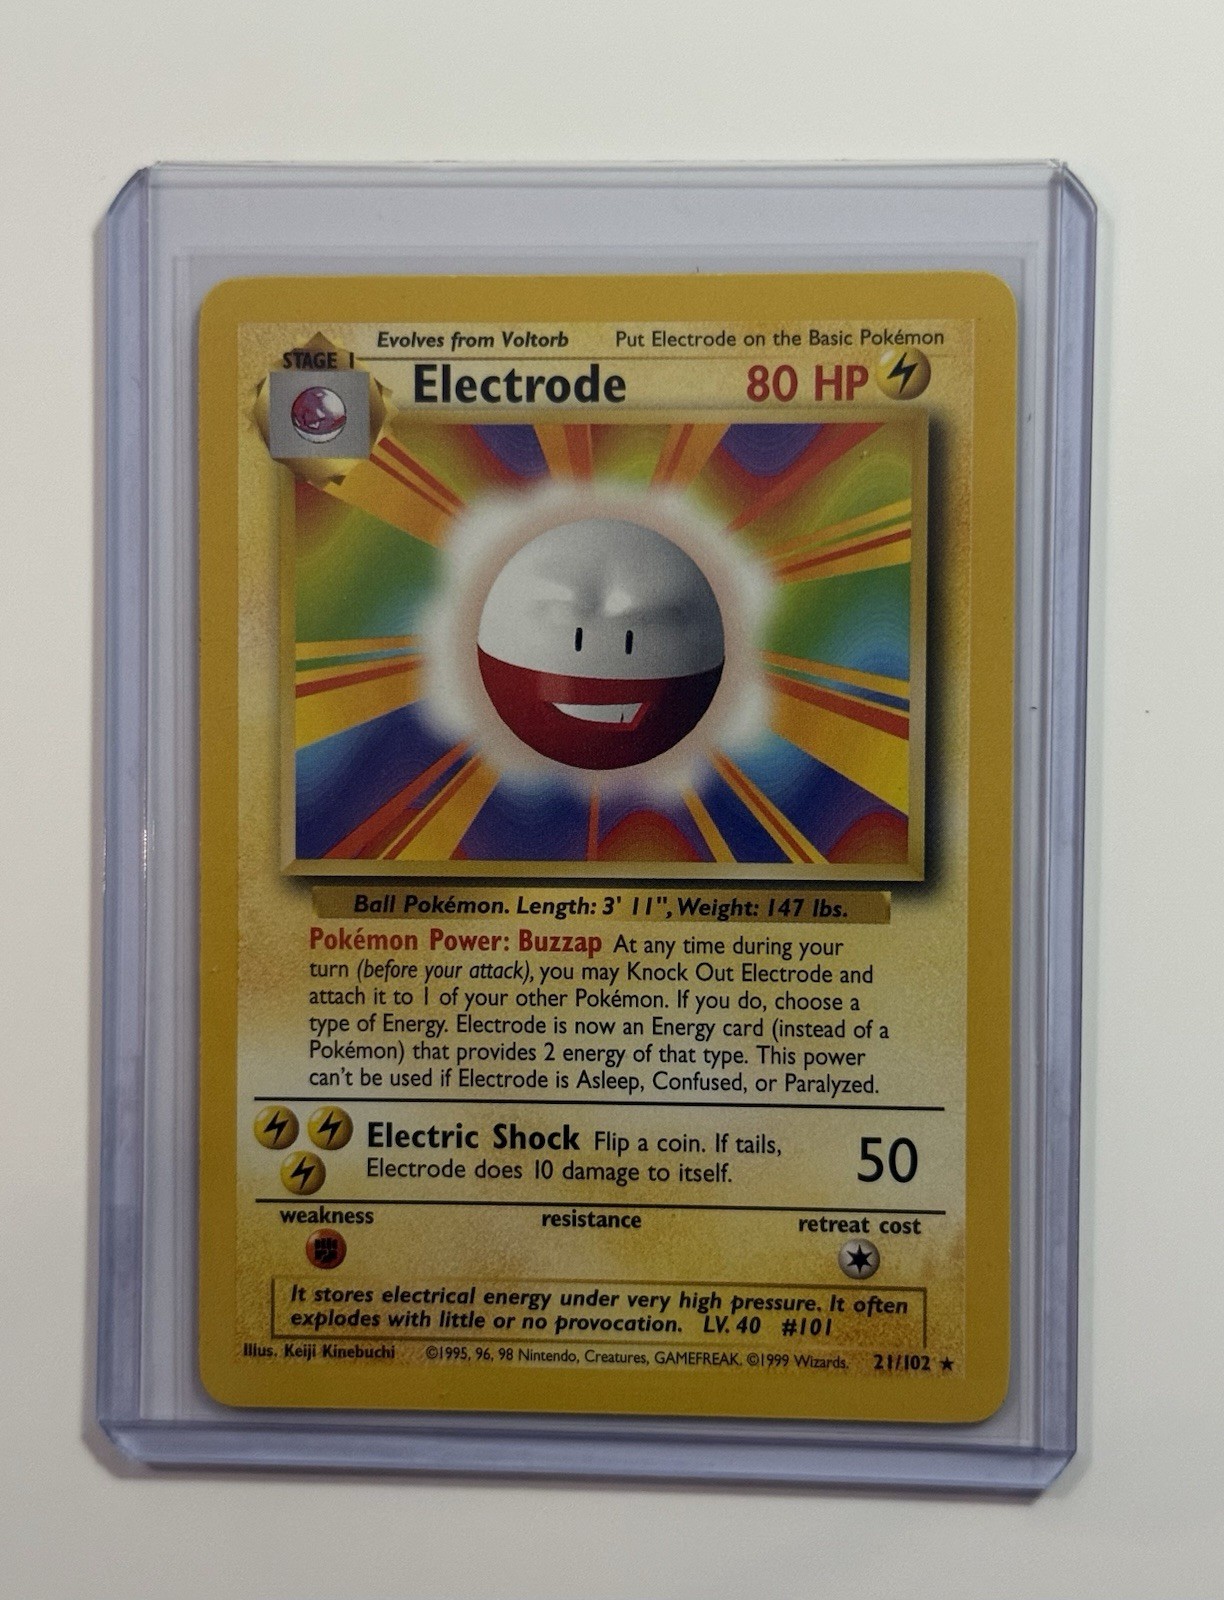 Evolves from Voltorb Put Electrode on the Basic Pokémon
STAGE 1
Electrode 80 HP
Ball Pokémon. Length: 3' 11", Weight: 147 lbs.
Pokémon Power: Buzzap At any time during your
turn (before your attack), you may Knock Out Electrode and
attach it to 1 of your other Pokémon. If you do, choose a
type of Energy. Electrode is now an Energy card (instead of a
Pokémon) that provides 2 energy of that type. This power
can't be used if Electrode is Asleep, Confused, or Paralyzed.
Electric Shock Flip a coin. If tails,
Electrode does 10 damage to itself.
50
weakness resistance retreat cost
It stores electrical energy under very high pressure. It often
explodes with little or no provocation. LV. 40 #101
Illus. Keiji Kinebuchi ©1995, 96, 98 Nintendo, Creatures, GAMEFREAK. ©1999 Wizards. 21/102 ★